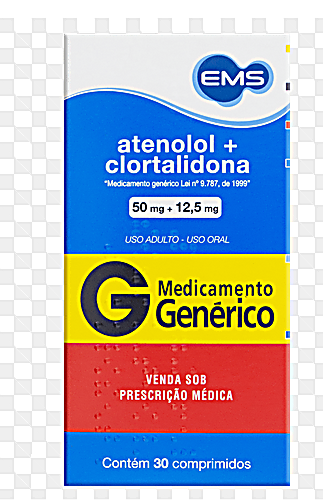 EMS
atenolol +
clortalidona
"Medicamento genérico Lei nº 9.787, de 1999"
50 mg + 12,5 mg
USO ADULTO - USO ORAL
G Medicamento
Genérico
VENDA SOB
PRESCRIÇÃO MÉDICA
Contém 30 comprimidos